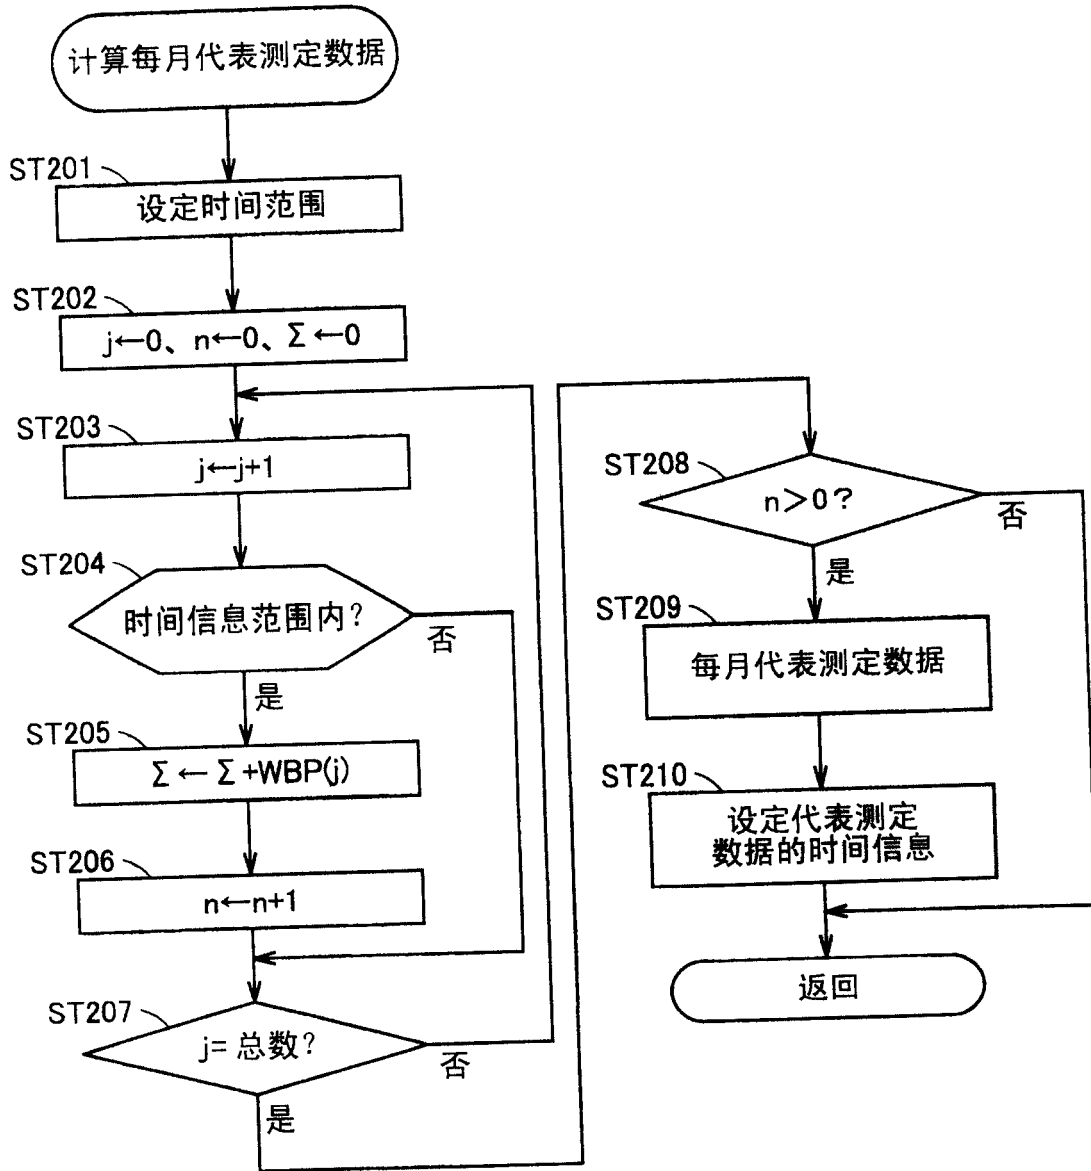 计算每月代表测定数据
ST201
设定时间范围
ST202
j←0、n←0、Σ←0
ST203
j←j+1
ST204
时间信息范围内?
否
是
ST205
Σ←Σ+WBP(j)
ST206
n←n+1
ST207
j=总数?
否
是
ST208
n>0?
否
是
ST209
每月代表测定数据
ST210
设定代表测定
数据的时间信息
返回